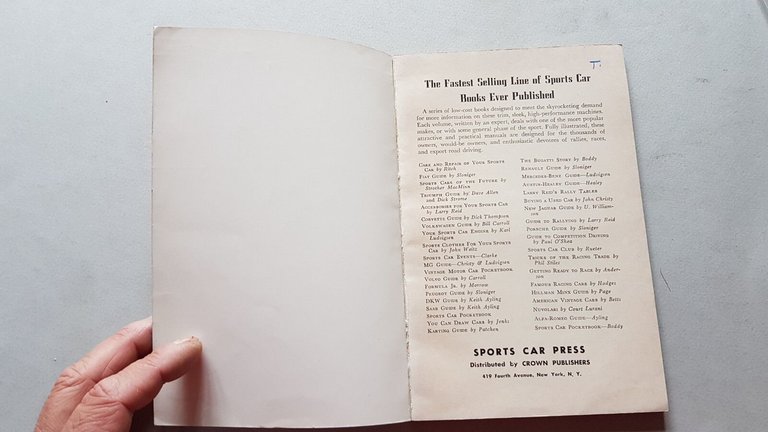 T.
The Fastest Selling Line of Sports Car
Books Ever Published
A series of low-cost books designed to meet the skyrocketing demand
for more information on these trim, sleek, high-performance machines.
Each volume, written by an expert, deals with one of the most popular
makes, or with some general phase of the sport. Fully illustrated, these
attractive and practical manuals are designed for the thousands of
owners, would-be owners, and enthusiastic devotees of rallies, races,
and export road driving.
Care and Repair of Your Sports
Car by Ritch
Fiat Guide by Sloniger
Sports Cars of the Future by
Strother MacMinn
Triumph Guide by Dave Allen
and Dick Strome
Accessories for Your Sports Car
by Larry Reid
Corvette Guide by Dick Thompson
Volkswagen Guide by Bill Carroll
Your Sports Car Engine by Karl
Ludvigsen
Sports Clothes for Your Sports
Car by John Weitz
Sports Car Events—Clarke
MG Guide—Christy & Ludvigsen
Vintage Motor Car Pocketbook
Volvo Guide by Carroll
Formula Jr. by Morrow
Peugeot Guide by Sloniger
DKW Guide by Keith Ayling
Saab Guide by Keith Ayling
Sports Car Pocketbook
You Can Draw Cars by Jenks
Karting Guide by Patchen
The Bugatti Story by Boddy
Renault Guide by Sloniger
Mercedes-Benz Guide—Ludvigsen
Austin-Healey Guide—Healey
Larry Reid's Rally Tables
Buying a Used Car by John Christy
New Jaguar Guide by U. William-
son
Guide to Rallying by Larry Reid
Porsche Guide by Sloniger
Guide to Competition Driving
by Paul O'Shea
Sports Car Club by Rueter
Tricks of the Racing Trade by
Phil Stiles
Getting Ready to Race by Ander-
son
Famous Racing Cars by Hodges
Hillman Minx Guide by Page
American Vintage Cars by Betts
Nuvolari by Count Lurani
Alfa-Romeo Guide—Ayling
Sports Car Pocketbook—Boddy
SPORTS CAR PRESS
Distributed by CROWN PUBLISHERS
419 Fourth Avenue, New York, N. Y.